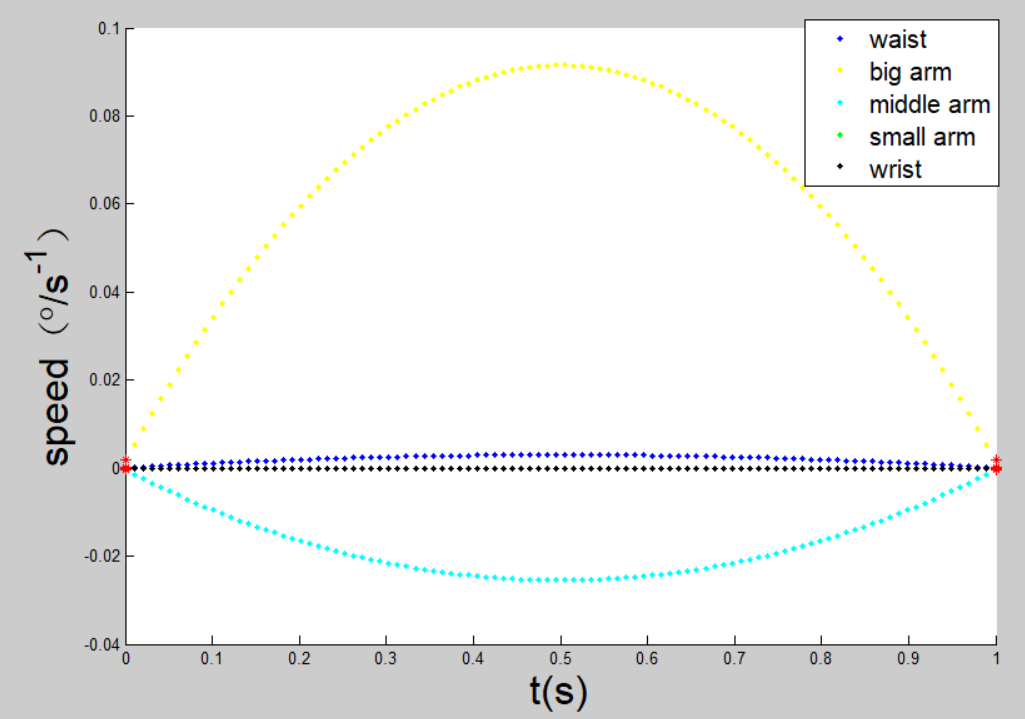 0.1
0.08
0.06
0.04
0.02
0
-0.02
-0.04
speed（°/s⁻¹）
0 0.1 0.2 0.3 0.4 0.5 0.6 0.7 0.8 0.9 1
t(s)
waist
big arm
middle arm
small arm
wrist